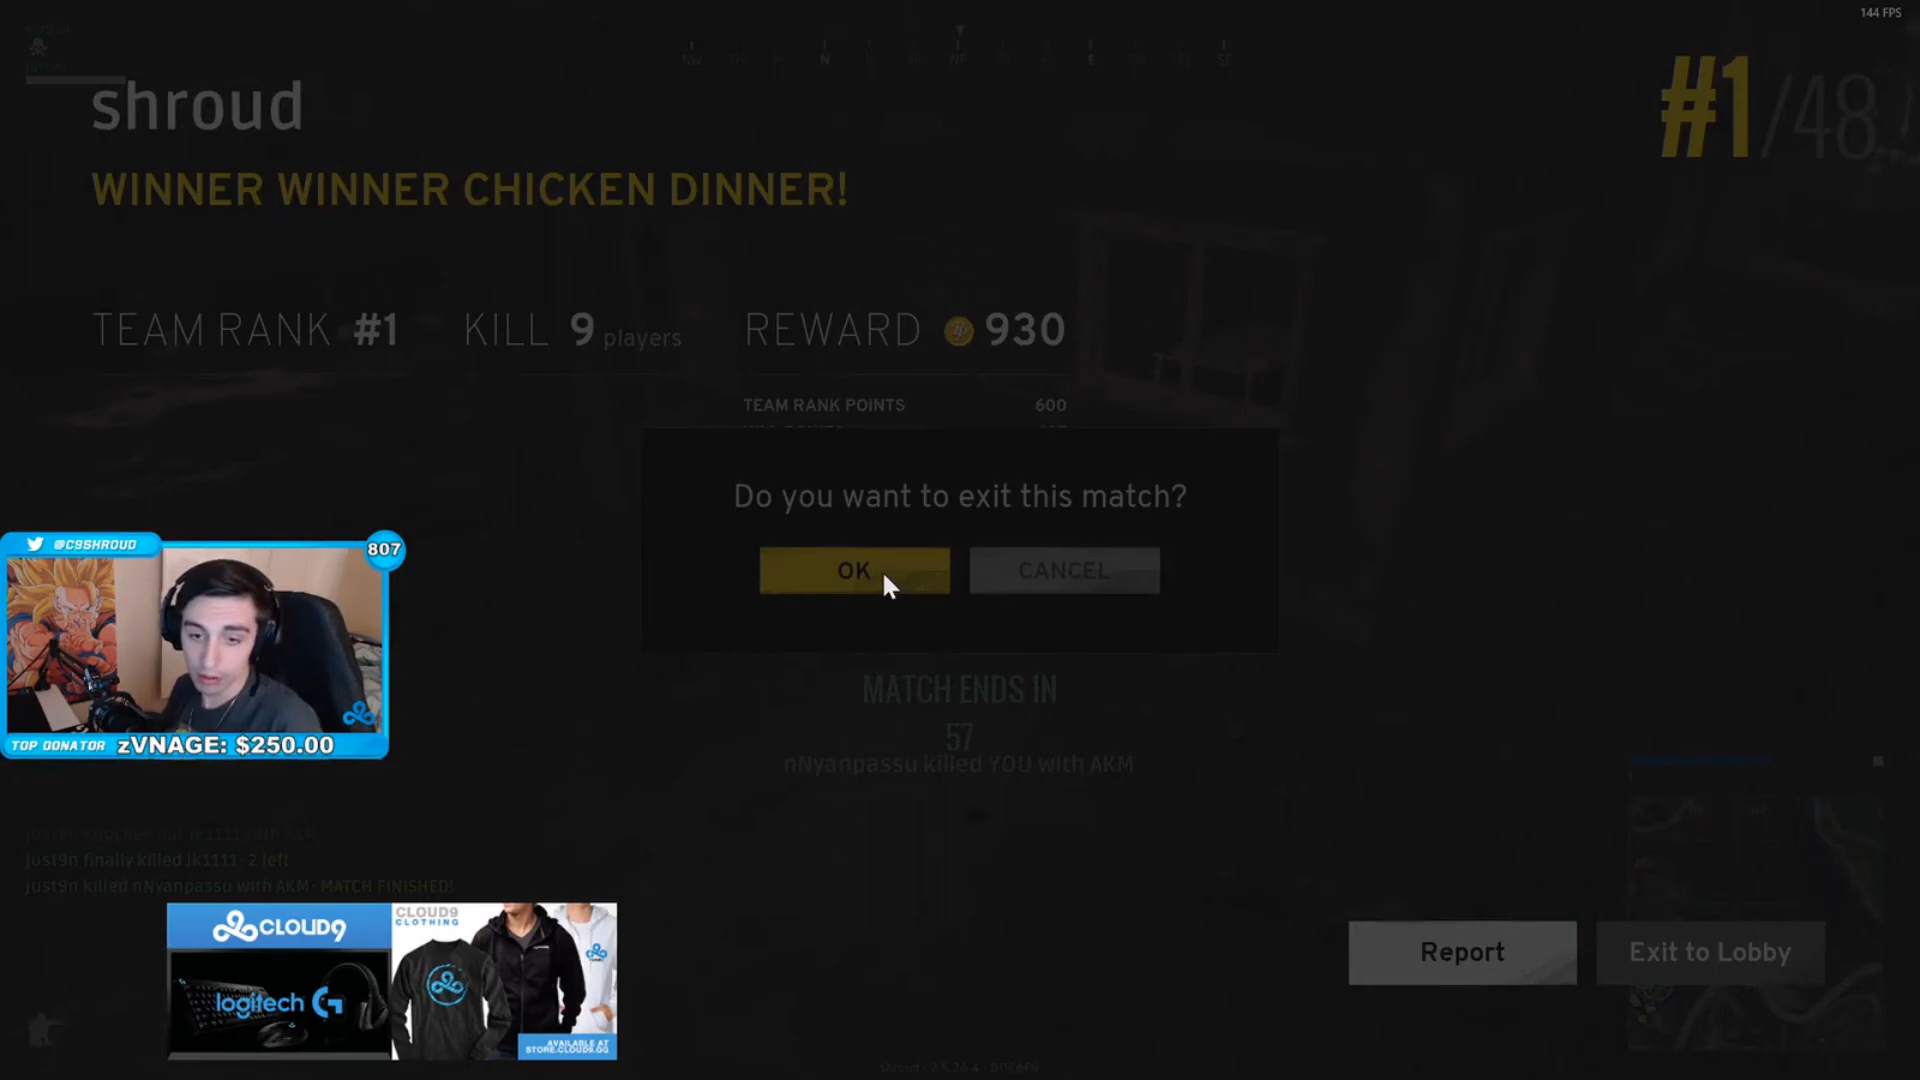 144 FPS
N
E
shroud
#1/48
WINNER WINNER CHICKEN DINNER!
TEAM RANK #1
KILL 9 players
REWARD 930
TEAM RANK POINTS 600
Do you want to exit this match?
OK
CANCEL
@C9SHROUD
807
TOP DONATOR zVNAGE: $250.00
MATCH ENDS IN
57
nNyanpassu killed YOU with AKM
just9n finally killed jk1111- 2 left
just9n killed nNyanpassu with AKM- MATCH FINISHED!
CLOUD9
logitech G
CLOUD9
CLOTHING
AVAILABLE AT
STORE.CLOUD9.GG
Report
Exit to Lobby